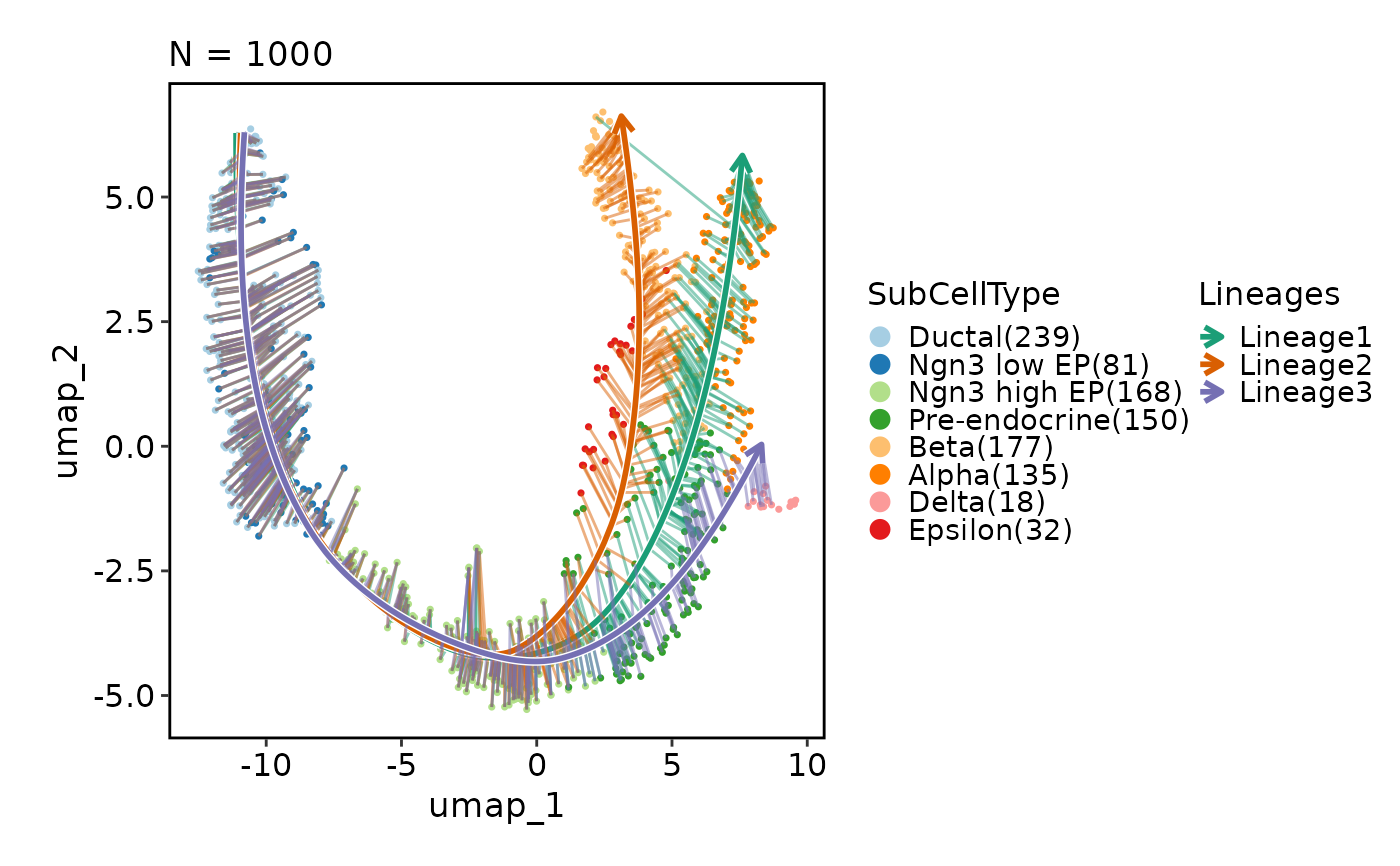 N = 1000
umap_2
5.0
2.5
0.0
-2.5
-5.0
-10
-5
0
5
10
umap_1
SubCellType
Ductal(239)
Ngn3 low EP(81)
Ngn3 high EP(168)
Pre-endocrine(150)
Beta(177)
Alpha(135)
Delta(18)
Epsilon(32)
Lineages
Lineage1
Lineage2
Lineage3